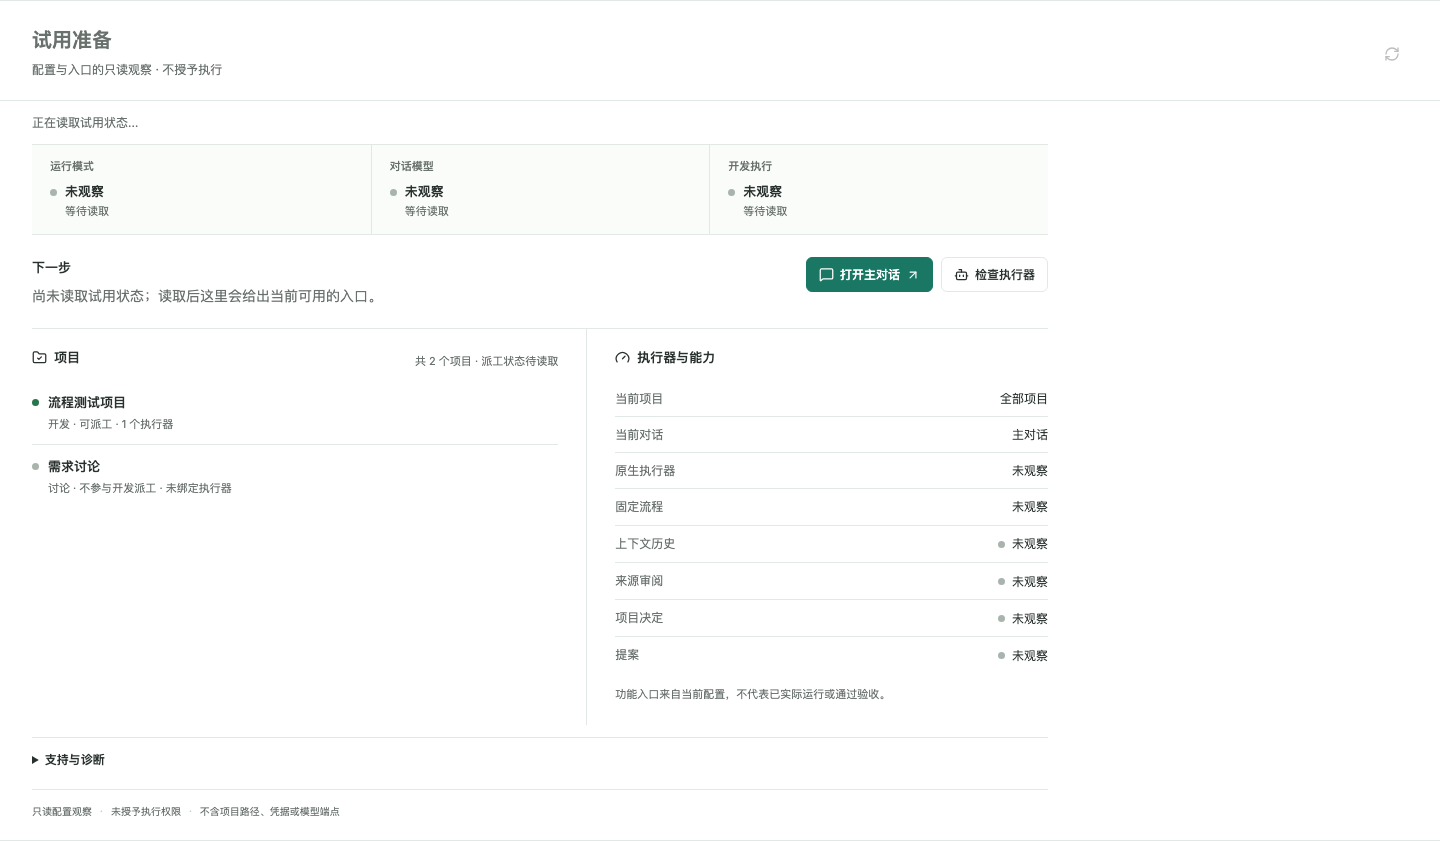 试用准备
配置与入口的只读观察 · 不授予执行
正在读取试用状态...
运行模式
未观察
等待读取
对话模型
未观察
等待读取
开发执行
未观察
等待读取
下一步
尚未读取试用状态；读取后这里会给出当前可用的入口。
打开主对话
检查执行器
项目
共 2 个项目 · 派工状态待读取
流程测试项目
开发 · 可派工 · 1 个执行器
需求讨论
讨论 · 不参与开发派工 · 未绑定执行器
执行器与能力
当前项目 全部项目
当前对话 主对话
原生执行器 未观察
固定流程 未观察
上下文历史 未观察
来源审阅 未观察
项目决定 未观察
提案 未观察
功能入口来自当前配置，不代表已实际运行或通过验收。
支持与诊断
只读配置观察 · 未授予执行权限 · 不含项目路径、凭据或模型端点